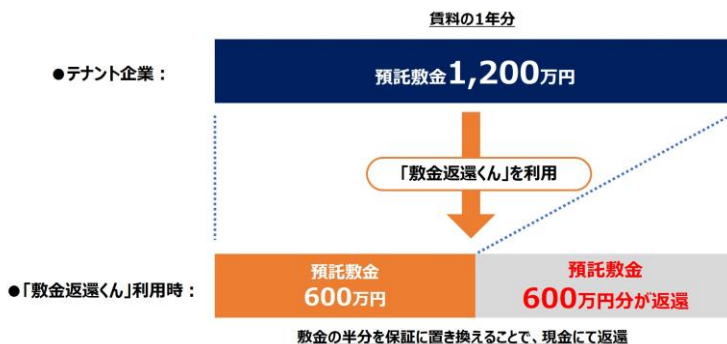 賃料の1年分
●テナント企業：
預託敷金1,200万円
「敷金返還くん」を利用
●「敷金返還くん」利用時：
預託敷金
600万円
預託敷金
600万円分が返還
敷金の半分を保証に置き換えることで、現金にて返還